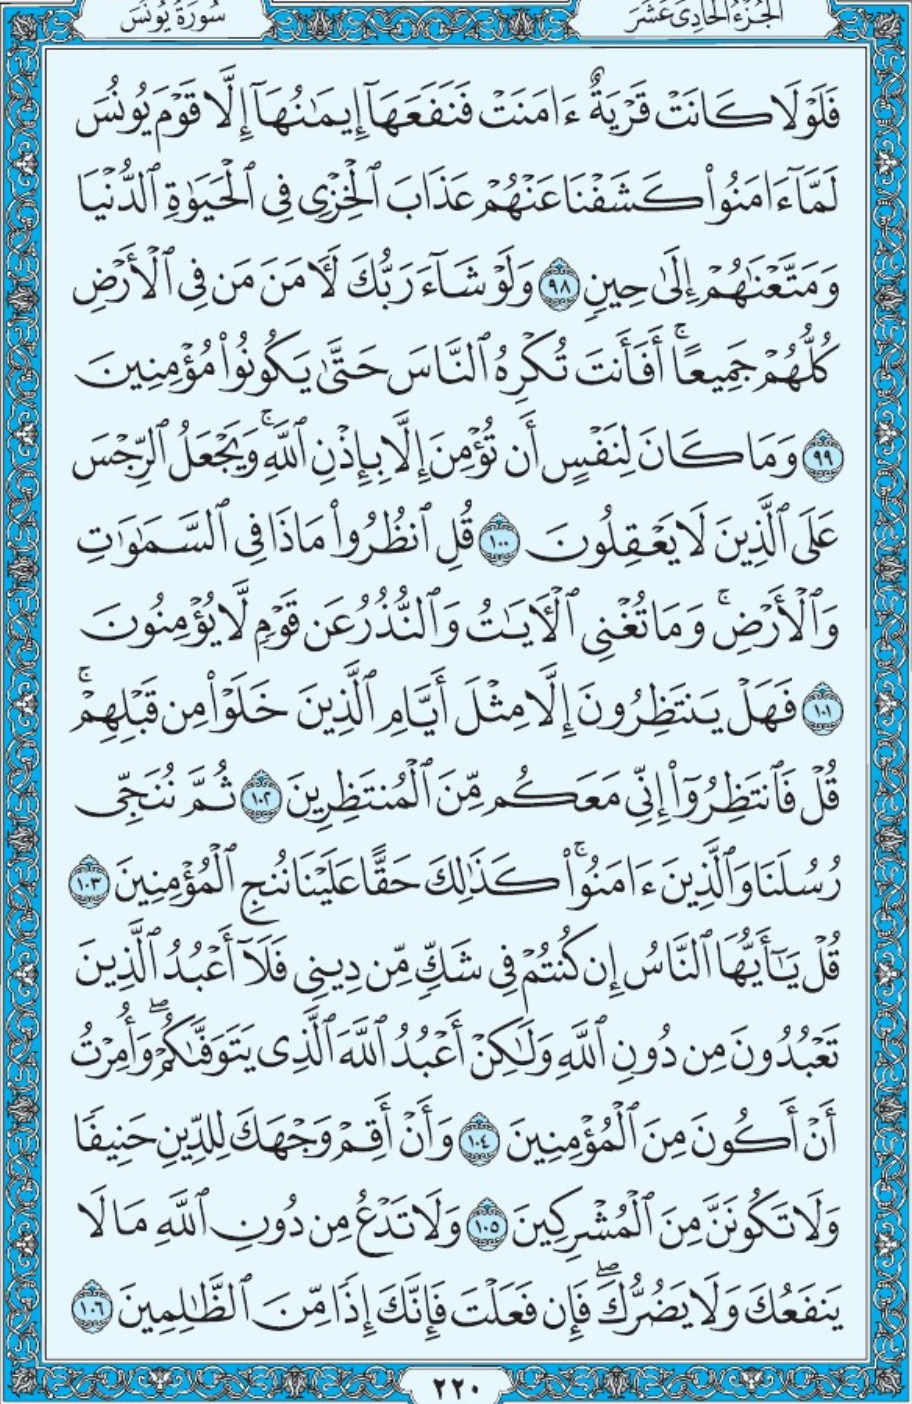 الجُزْءُ الحَادِىَ عَشَرَ
سُورَةُ يُونُسَ
فَلَوْلَا كَانَتْ قَرْيَةٌ ءَامَنَتْ فَنَفَعَهَآ إِيمَٰنُهَآ إِلَّا قَوْمَ يُونُسَ
لَمَّآ ءَامَنُوا۟ كَشَفْنَا عَنْهُمْ عَذَابَ ٱلْخِزْىِ فِى ٱلْحَيَوٰةِ ٱلدُّنْيَا
وَمَتَّعْنَٰهُمْ إِلَىٰ حِينٍ ٩٨ وَلَوْ شَآءَ رَبُّكَ لَءَامَنَ مَن فِى ٱلْأَرْضِ
كُلُّهُمْ جَمِيعًا ۚ أَفَأَنتَ تُكْرِهُ ٱلنَّاسَ حَتَّىٰ يَكُونُوا۟ مُؤْمِنِينَ
٩٩ وَمَا كَانَ لِنَفْسٍ أَن تُؤْمِنَ إِلَّا بِإِذْنِ ٱللَّهِ ۚ وَيَجْعَلُ ٱلرِّجْسَ
عَلَى ٱلَّذِينَ لَا يَعْقِلُونَ ١٠٠ قُلِ ٱنظُرُوا۟ مَاذَا فِى ٱلسَّمَٰوَٰتِ
وَٱلْأَرْضِ ۚ وَمَا تُغْنِى ٱلْءَايَٰتُ وَٱلنُّذُرُ عَن قَوْمٍ لَّا يُؤْمِنُونَ
١٠١ فَهَلْ يَنتَظِرُونَ إِلَّا مِثْلَ أَيَّامِ ٱلَّذِينَ خَلَوْا۟ مِن قَبْلِهِمْ ۚ
قُلْ فَٱنتَظِرُوٓا۟ إِنِّى مَعَكُم مِّنَ ٱلْمُنتَظِرِينَ ١٠٢ ثُمَّ نُنَجِّى
رُسُلَنَا وَٱلَّذِينَ ءَامَنُوا۟ ۚ كَذَٰلِكَ حَقًّا عَلَيْنَا نُنجِ ٱلْمُؤْمِنِينَ ١٠٣
قُلْ يَٰٓأَيُّهَا ٱلنَّاسُ إِن كُنتُمْ فِى شَكٍّ مِّن دِينِى فَلَآ أَعْبُدُ ٱلَّذِينَ
تَعْبُدُونَ مِن دُونِ ٱللَّهِ وَلَٰكِنْ أَعْبُدُ ٱللَّهَ ٱلَّذِى يَتَوَفَّىٰكُمْ ۖ وَأُمِرْتُ
أَنْ أَكُونَ مِنَ ٱلْمُؤْمِنِينَ ١٠٤ وَأَنْ أَقِمْ وَجْهَكَ لِلدِّينِ حَنِيفًا
وَلَا تَكُونَنَّ مِنَ ٱلْمُشْرِكِينَ ١٠٥ وَلَا تَدْعُ مِن دُونِ ٱللَّهِ مَا لَا
يَنفَعُكَ وَلَا يَضُرُّكَ ۖ فَإِن فَعَلْتَ فَإِنَّكَ إِذًا مِّنَ ٱلظَّٰلِمِينَ ١٠٦
٢٢٠